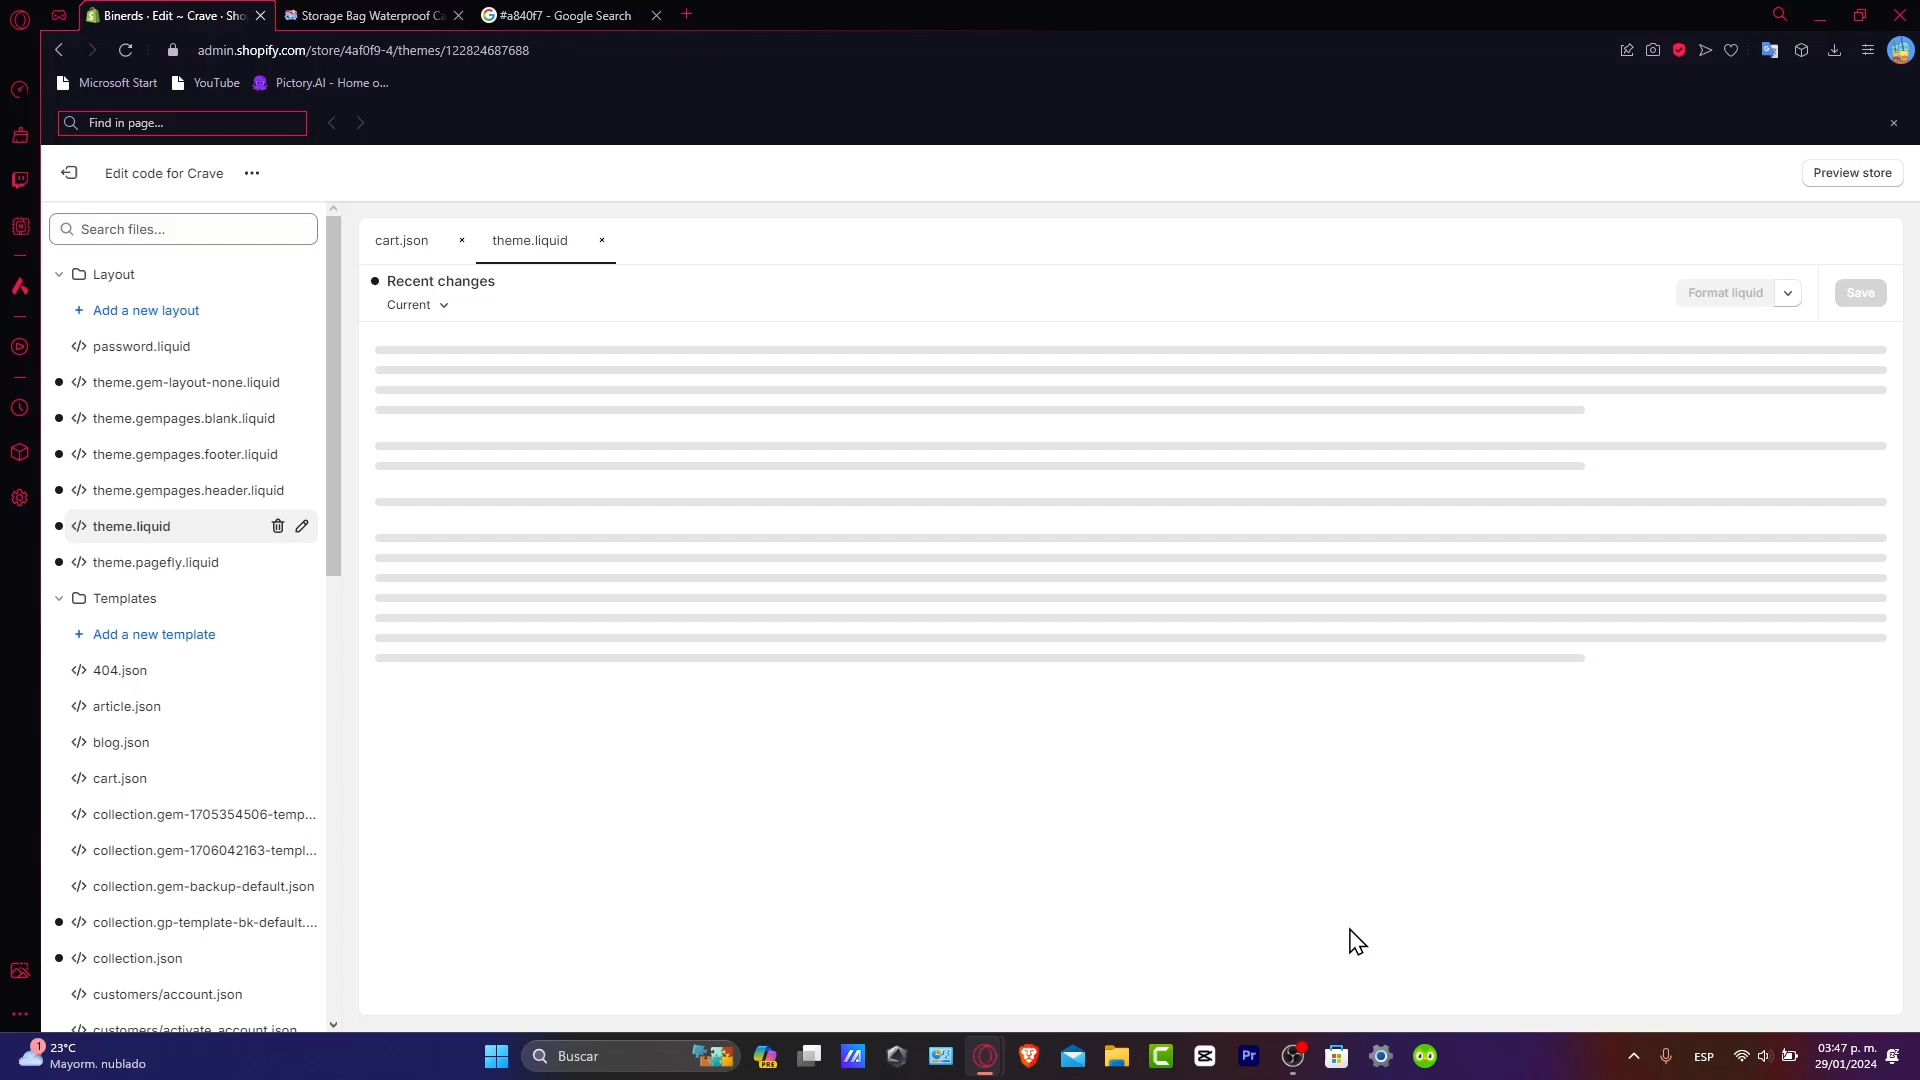 Binerds · Edit ~ Crave · Sho
Storage Bag Waterproof Ca
#a840f7 - Google Search
admin.shopify.com/store/4af0f9-4/themes/122824687688
Microsoft Start
YouTube
Pictory.AI - Home o...
Find in page...
Edit code for Crave
Preview store
Search files...
Layout
+ Add a new layout
password.liquid
theme.gem-layout-none.liquid
theme.gempages.blank.liquid
theme.gempages.footer.liquid
theme.gempages.header.liquid
theme.liquid
theme.pagefly.liquid
Templates
+ Add a new template
404.json
article.json
blog.json
cart.json
collection.gem-1705354506-temp...
collection.gem-1706042163-templ...
collection.gem-backup-default.json
collection.gp-template-bk-default....
collection.json
customers/account.json
customers/activate_account.json
cart.json
theme.liquid
Recent changes
Current
Format liquid
Save
1
23°C
Mayorm. nublado
Buscar
PRE
Pr
ESP
03:47 p. m.
29/01/2024